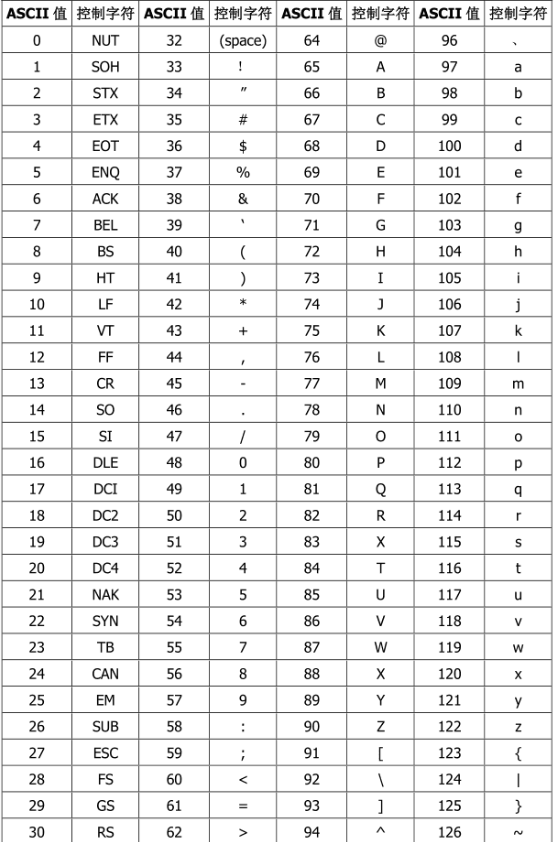 ASCII 值 控制字符 ASCII 值 控制字符 ASCII 值 控制字符 ASCII 值 控制字符
0 NUT 32 (space) 64 @ 96 、
1 SOH 33 ! 65 A 97 a
2 STX 34 ” 66 B 98 b
3 ETX 35 # 67 C 99 c
4 EOT 36 $ 68 D 100 d
5 ENQ 37 % 69 E 101 e
6 ACK 38 & 70 F 102 f
7 BEL 39 ‛ 71 G 103 g
8 BS 40 ( 72 H 104 h
9 HT 41 ) 73 I 105 i
10 LF 42 * 74 J 106 j
11 VT 43 + 75 K 107 k
12 FF 44 , 76 L 108 l
13 CR 45 - 77 M 109 m
14 SO 46 . 78 N 110 n
15 SI 47 / 79 O 111 o
16 DLE 48 0 80 P 112 p
17 DCI 49 1 81 Q 113 q
18 DC2 50 2 82 R 114 r
19 DC3 51 3 83 X 115 s
20 DC4 52 4 84 T 116 t
21 NAK 53 5 85 U 117 u
22 SYN 54 6 86 V 118 v
23 TB 55 7 87 W 119 w
24 CAN 56 8 88 X 120 x
25 EM 57 9 89 Y 121 y
26 SUB 58 : 90 Z 122 z
27 ESC 59 ; 91 [ 123 {
28 FS 60 < 92 \ 124 |
29 GS 61 = 93 ] 125 }
30 RS 62 > 94 ^ 126 ~